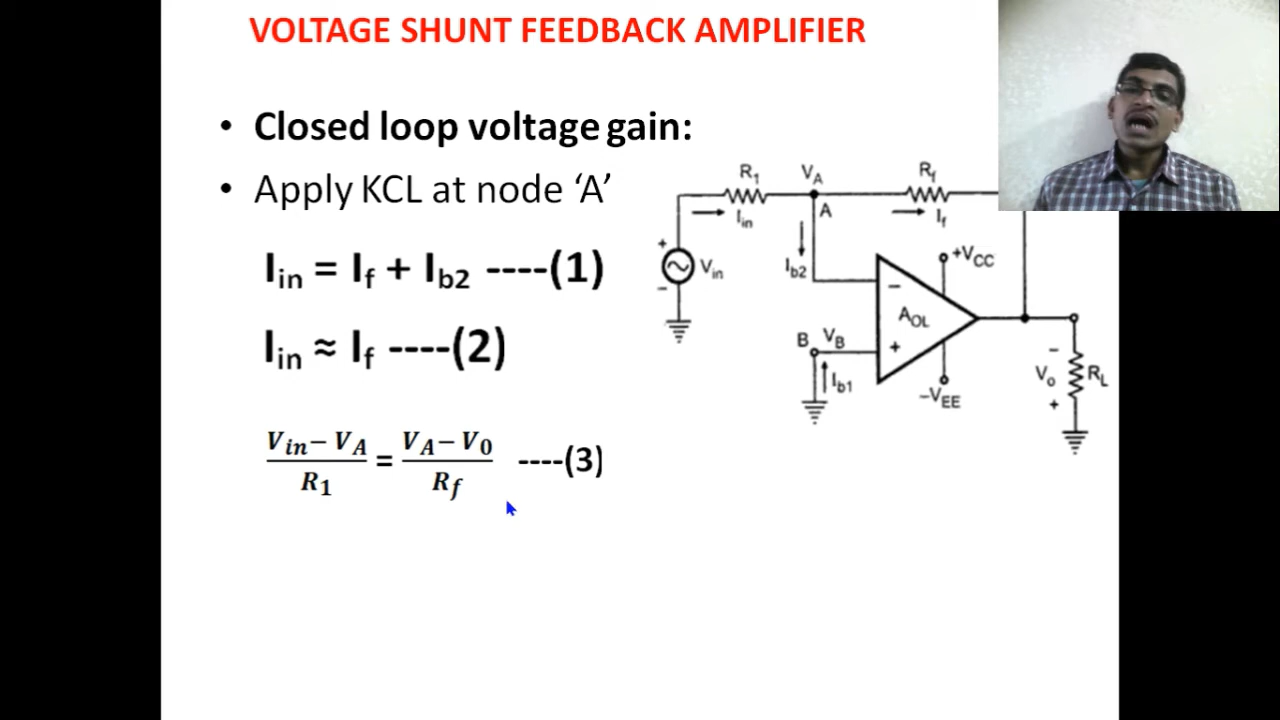 VOLTAGE SHUNT FEEDBACK AMPLIFIER
• Closed loop voltage gain:
• Apply KCL at node ‘A’
Iin = If + Ib2 ----(1)
Iin ≈ If ----(2)
Vin− VA / R1 = VA− V0 / Rf ----(3)
R1 VA Rf
A
Iin If
+ Vin −
Ib2
+VCC
−
AOL
+
B VB
Ib1
−VEE
−
Vo RL
+